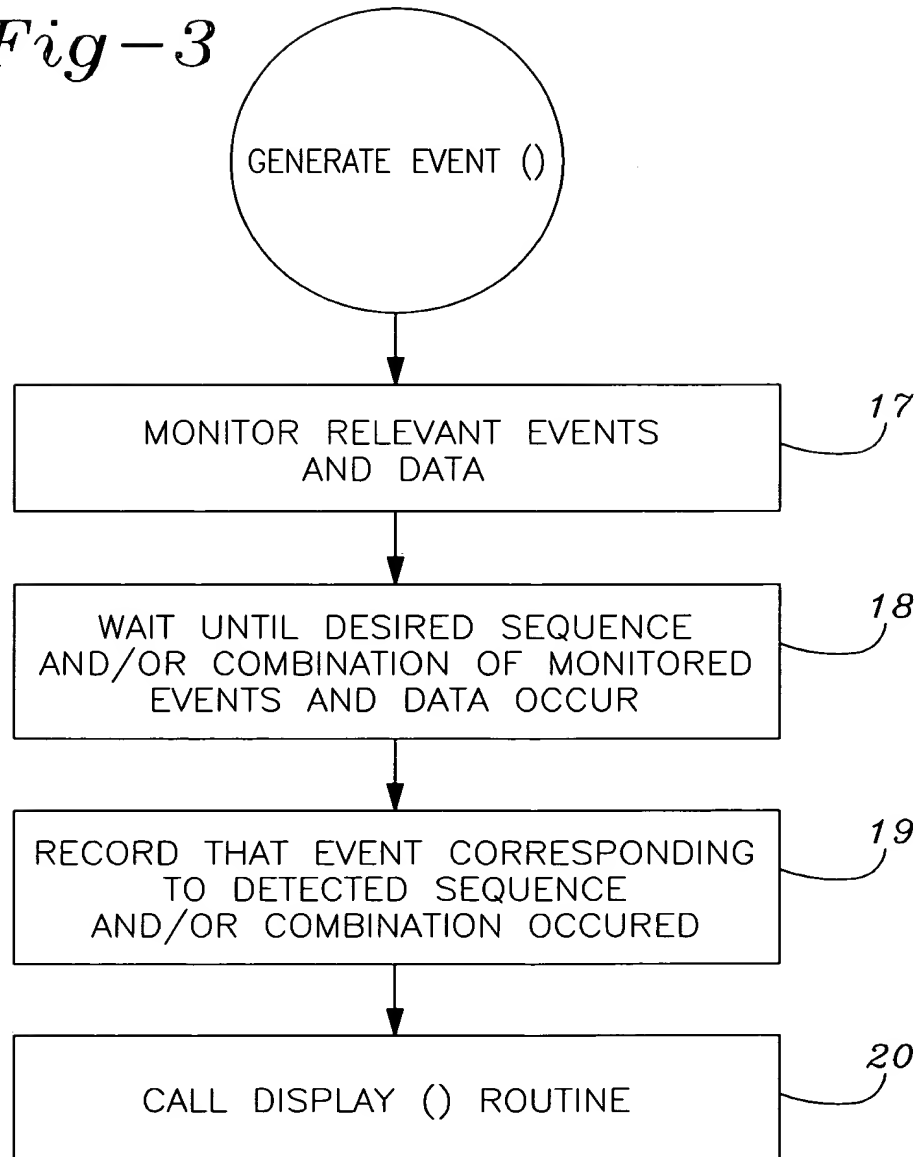 Fig-3
GENERATE EVENT ()
MONITOR RELEVANT EVENTS
AND DATA
17
WAIT UNTIL DESIRED SEQUENCE
AND/OR COMBINATION OF MONITORED
EVENTS AND DATA OCCUR
18
RECORD THAT EVENT CORRESPONDING
TO DETECTED SEQUENCE
AND/OR COMBINATION OCCURED
19
CALL DISPLAY () ROUTINE
20